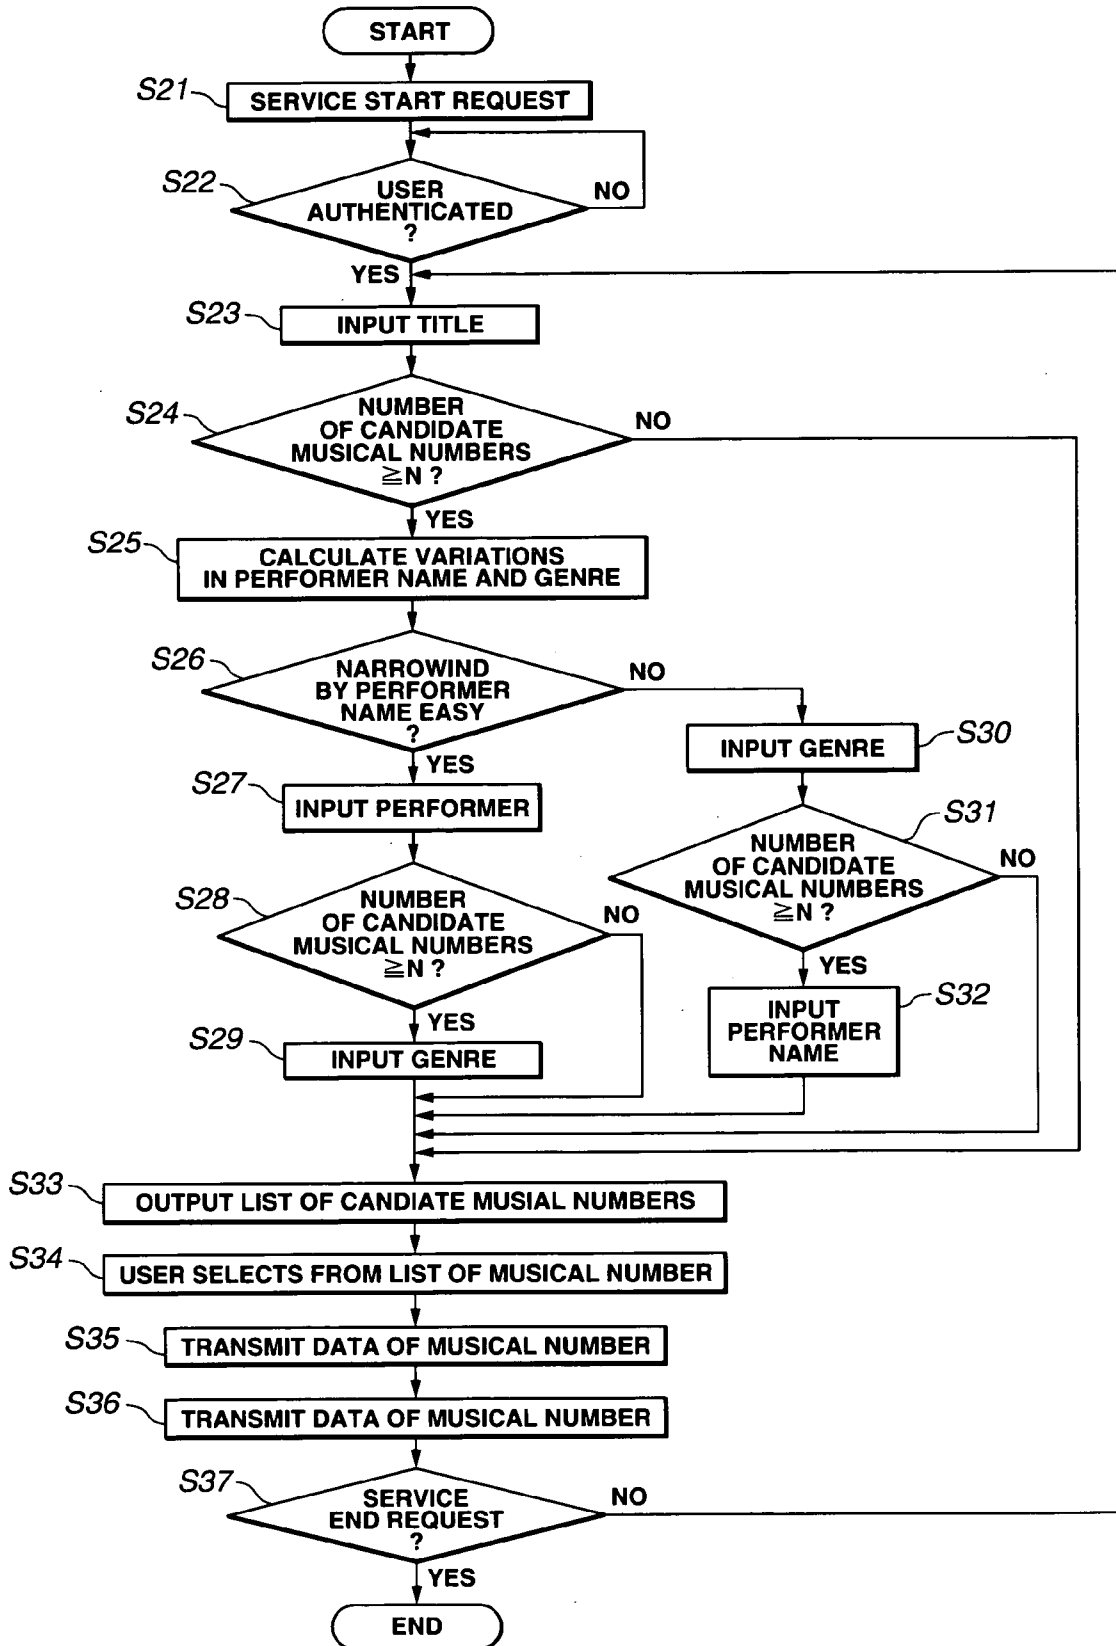 START
S21
SERVICE START REQUEST
S22
USER
AUTHENTICATED
?
NO
YES
S23
INPUT TITLE
S24
NUMBER
OF CANDIDATE
MUSICAL NUMBERS
≧N ?
NO
YES
S25
CALCULATE VARIATIONS
IN PERFORMER NAME AND GENRE
S26
NARROWIND
BY PERFORMER
NAME EASY
?
NO
YES
S27
INPUT PERFORMER
S30
INPUT GENRE
S31
NUMBER
OF CANDIDATE
MUSICAL NUMBERS
≧N ?
NO
YES
S28
NUMBER
OF CANDIDATE
MUSICAL NUMBERS
≧N ?
NO
YES
S32
INPUT
PERFORMER
NAME
S29
INPUT GENRE
S33
OUTPUT LIST OF CANDIATE MUSIAL NUMBERS
S34
USER SELECTS FROM LIST OF MUSICAL NUMBER
S35
TRANSMIT DATA OF MUSICAL NUMBER
S36
TRANSMIT DATA OF MUSICAL NUMBER
S37
SERVICE
END REQUEST
?
NO
YES
END